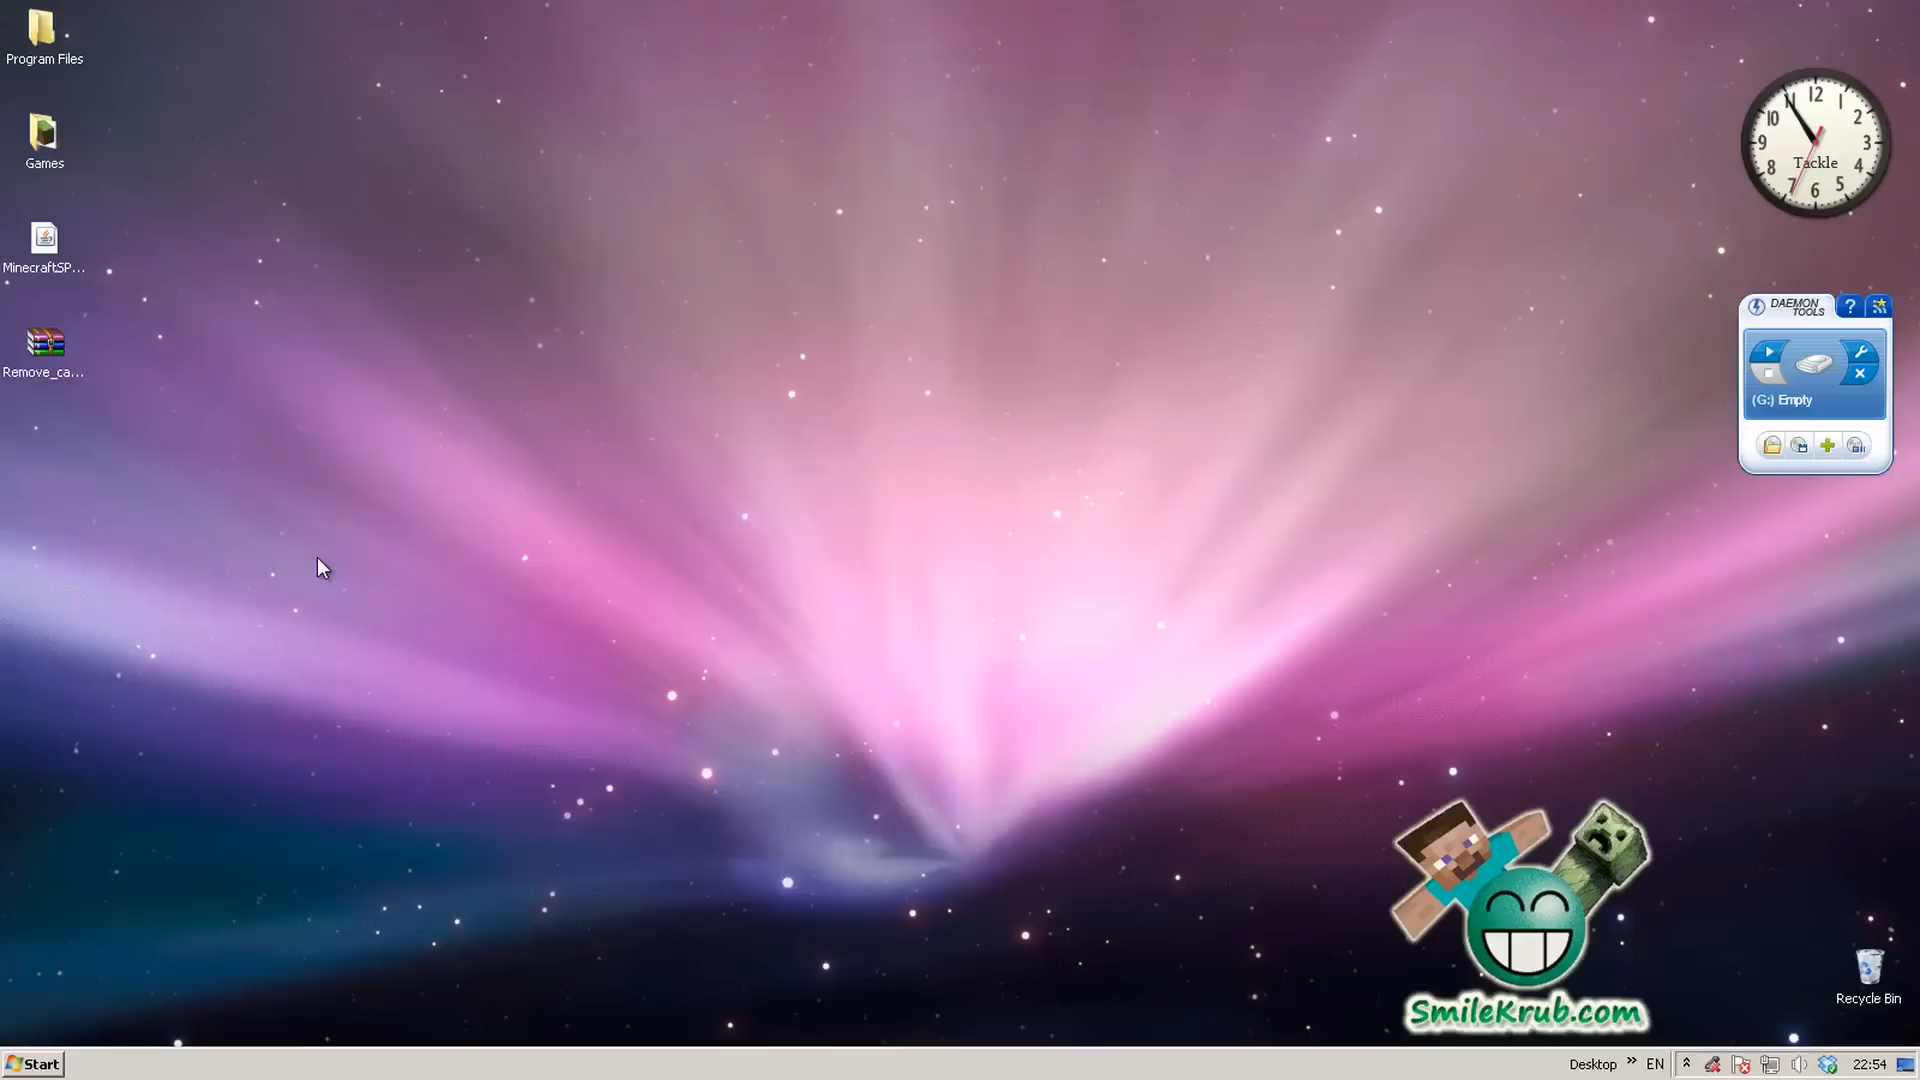 Program Files
Games
MinecraftSP...
Remove_ca...
12
1
2
3
4
5
6
7
8
9
10
11
Tackle
DAEMON
TOOLS
?
(G:) Empty
SmileKrub.com
Recycle Bin
Start
Desktop
»
EN
22:54